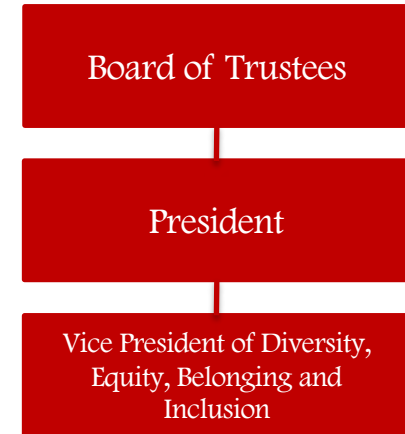 Board of Trustees
President
Vice President of Diversity,
Equity, Belonging and
Inclusion